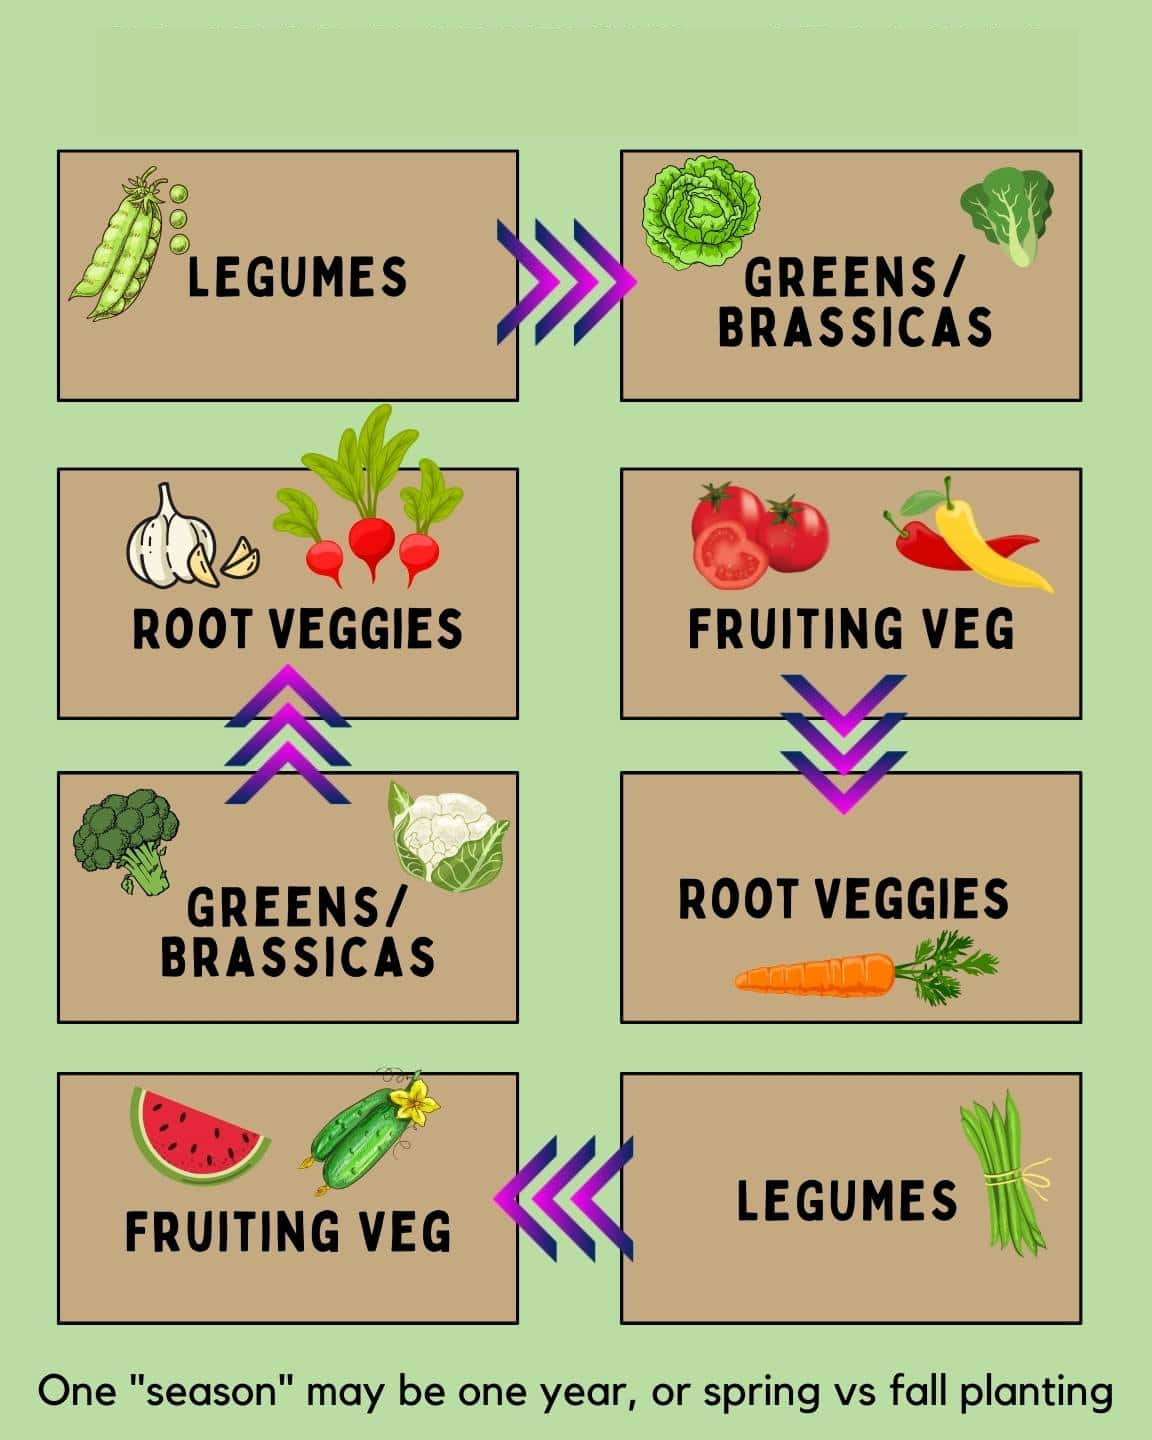 LEGUMES
GREENS/
BRASSICAS
ROOT VEGGIES
FRUITING VEG
GREENS/
BRASSICAS
ROOT VEGGIES
FRUITING VEG
LEGUMES
One "season" may be one year, or spring vs fall planting